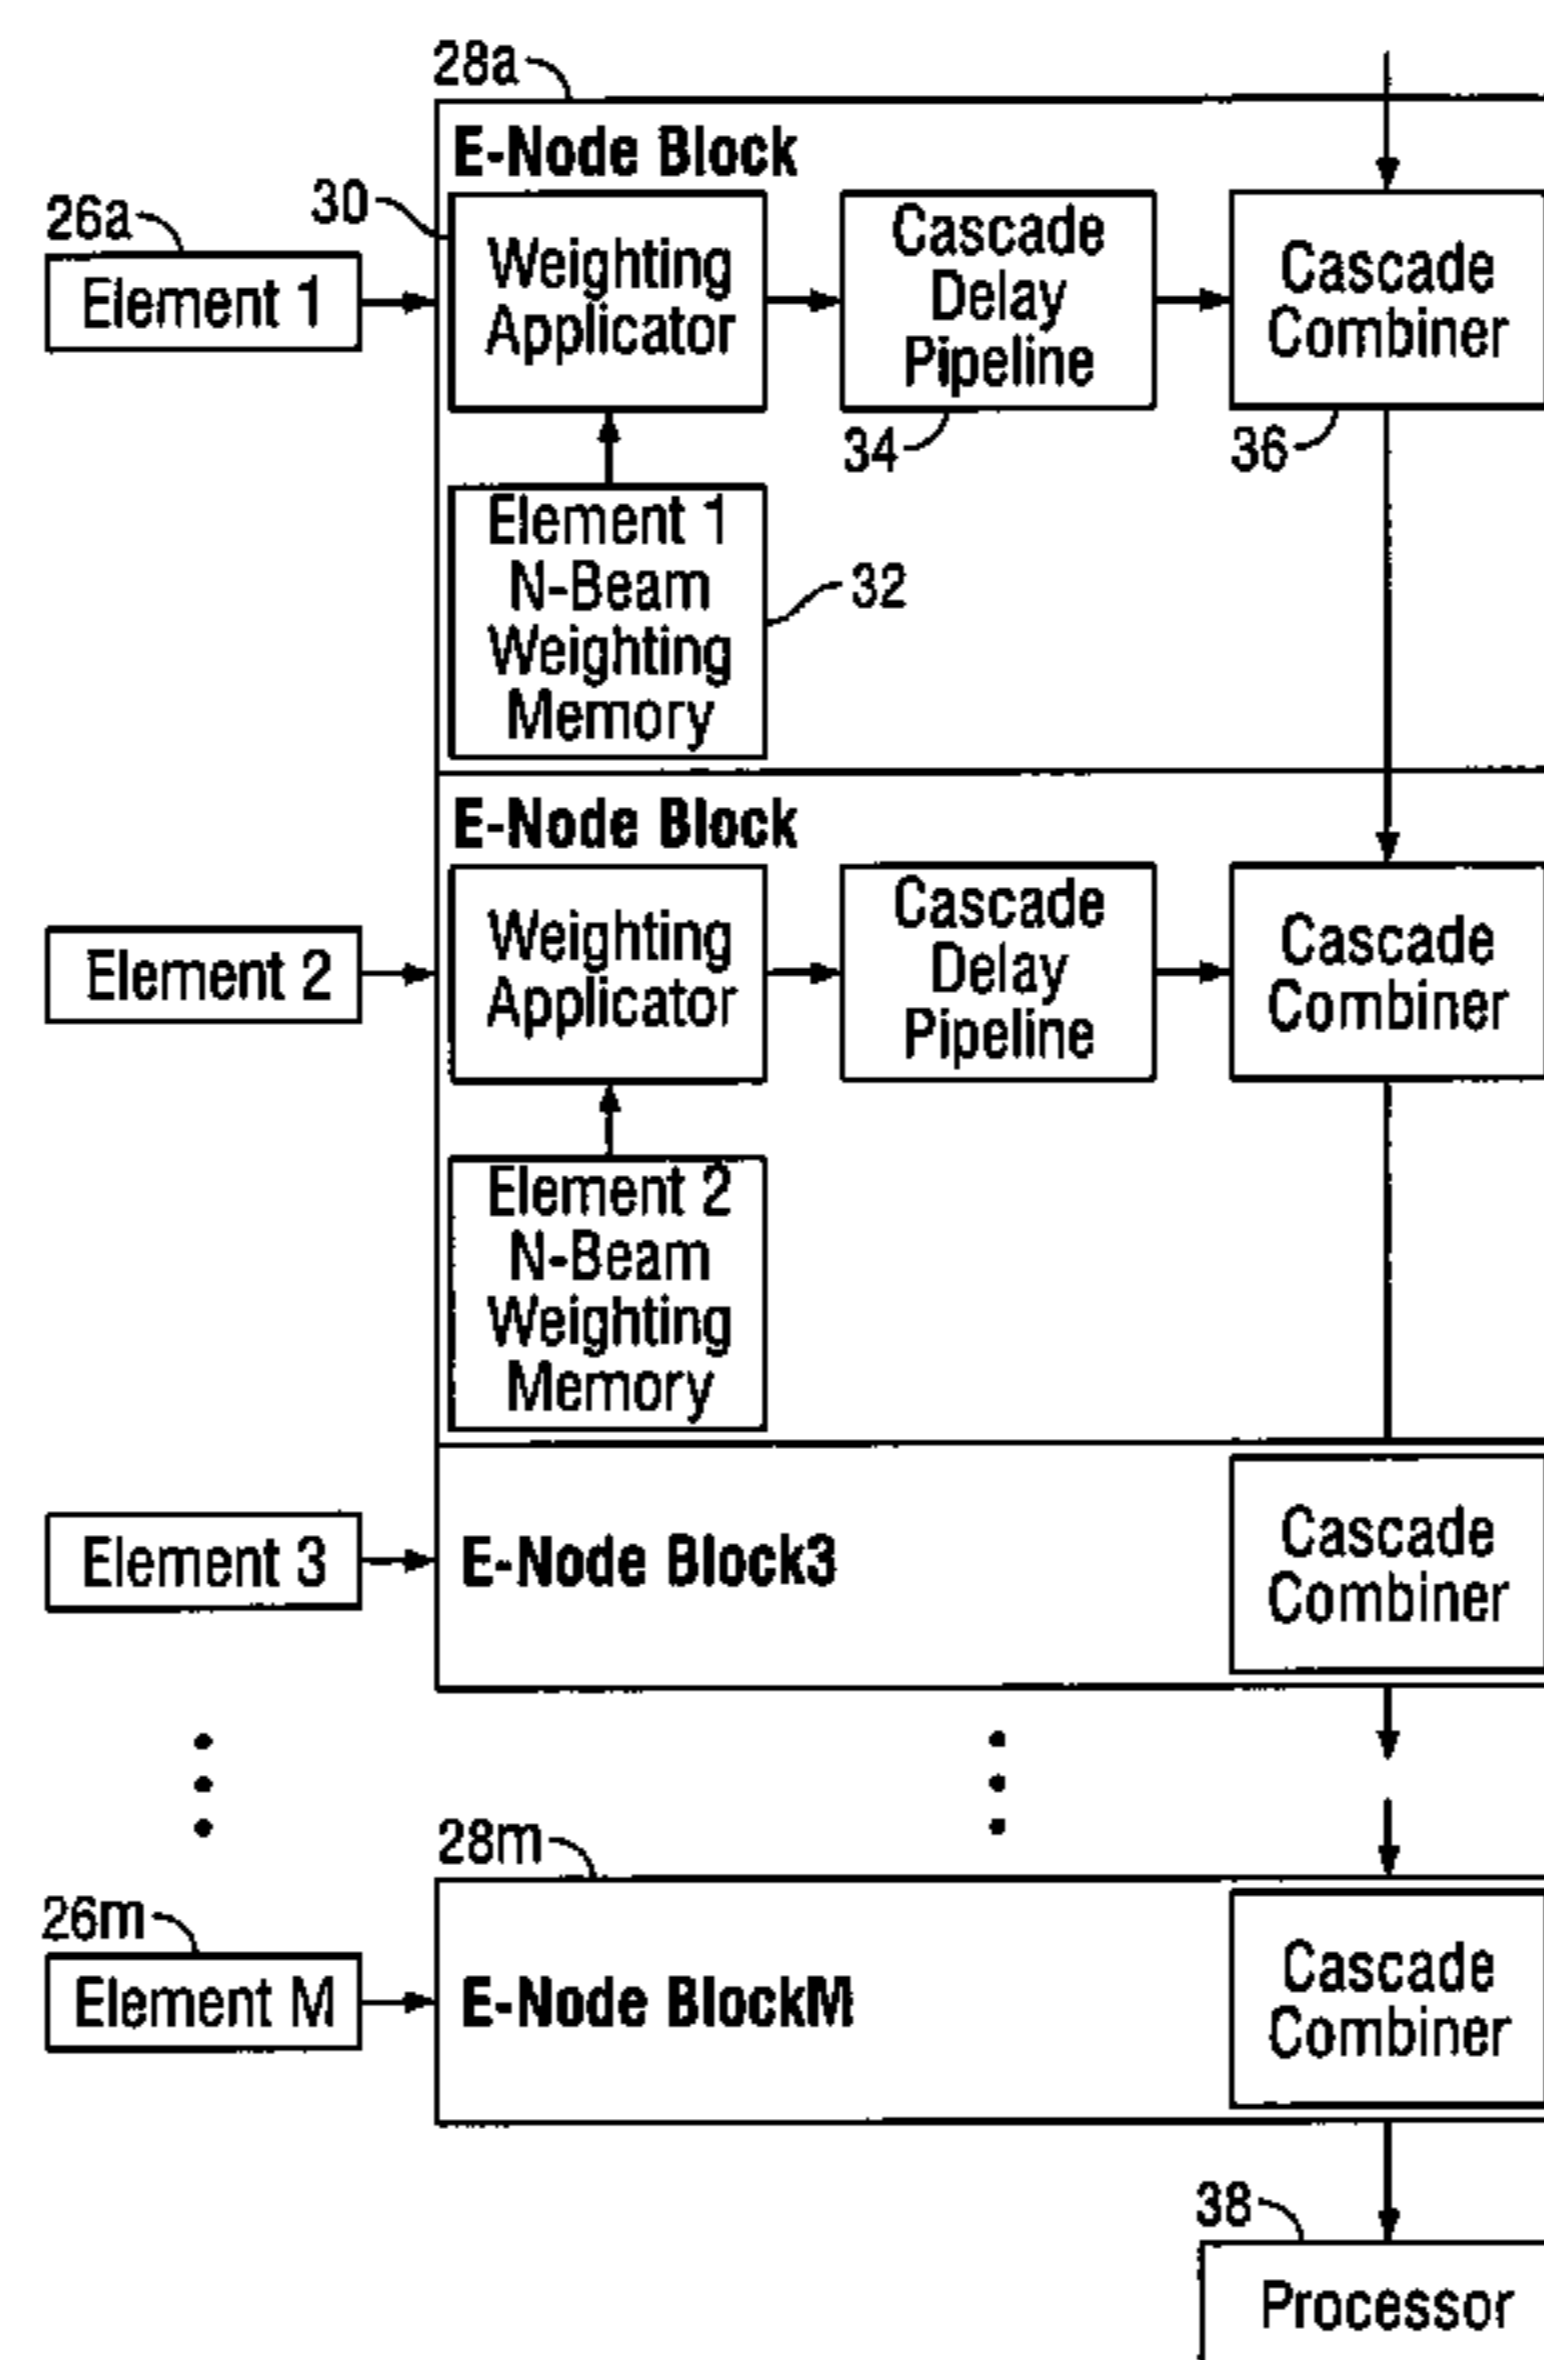 28a
E-Node Block
30
26a
Element 1
Weighting
Applicator
Cascade
Delay
Pipeline
Cascade
Combiner
34
36
Element 1
N-Beam
Weighting
Memory
32
E-Node Block
Element 2
Weighting
Applicator
Cascade
Delay
Pipeline
Cascade
Combiner
Element 2
N-Beam
Weighting
Memory
Element 3
E-Node Block3
Cascade
Combiner
28m
26m
Element M
E-Node BlockM
Cascade
Combiner
38
Processor